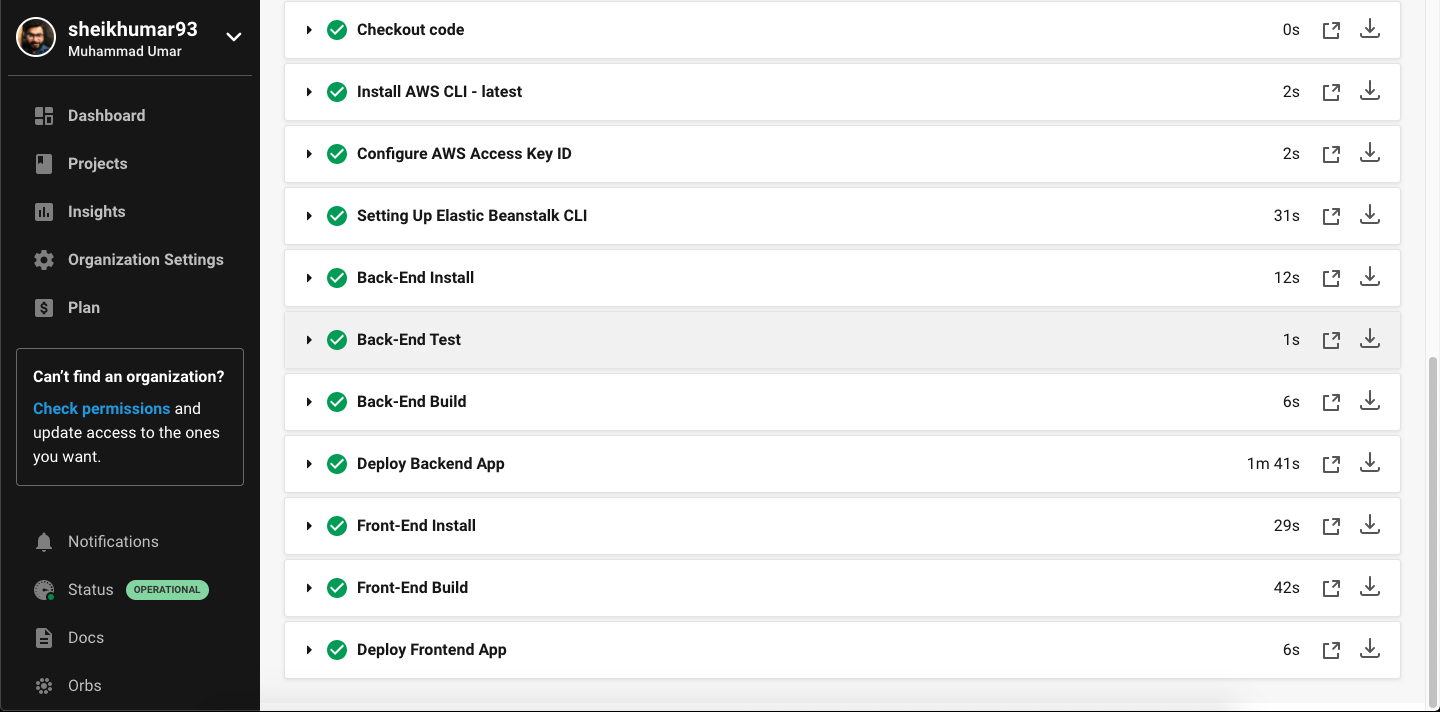 sheikhumar93
Muhammad Umar
Dashboard
Projects
Insights
Organization Settings
Plan
Can't find an organization?
Check permissions and
update access to the ones
you want.
Notifications
Status OPERATIONAL
Docs
Orbs
Checkout code 0s
Install AWS CLI - latest 2s
Configure AWS Access Key ID 2s
Setting Up Elastic Beanstalk CLI 31s
Back-End Install 12s
Back-End Test 1s
Back-End Build 6s
Deploy Backend App 1m 41s
Front-End Install 29s
Front-End Build 42s
Deploy Frontend App 6s